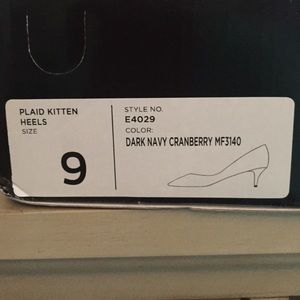 PLAID KITTEN
HEELS
SIZE
9
STYLE NO.
E4029
COLOR:
DARK NAVY CRANBERRY MF3140